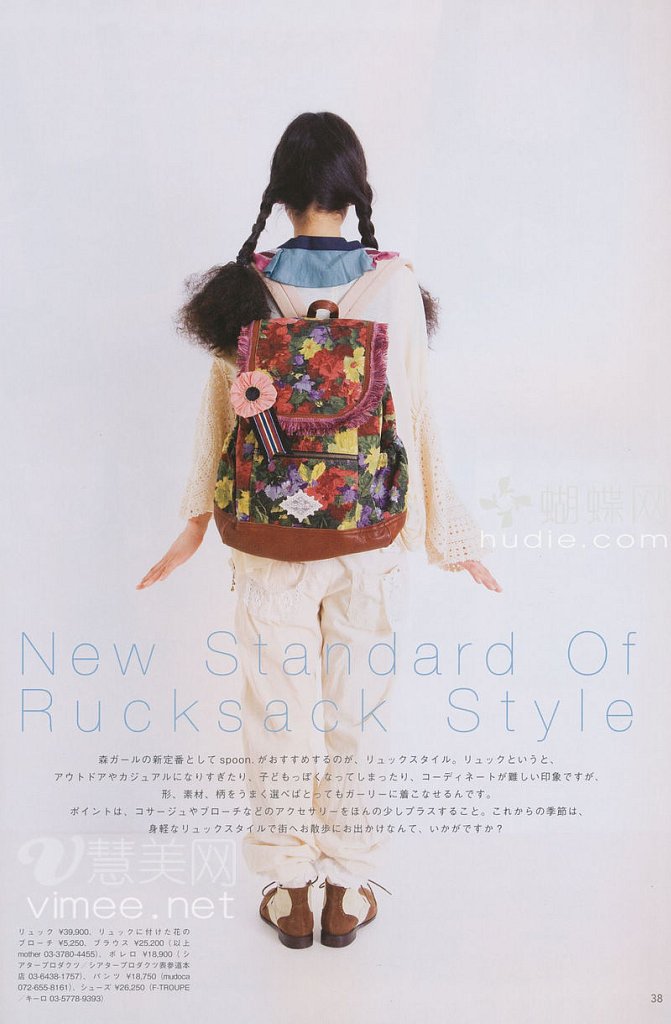 蝴蝶网
hudie.com
New Standard Of
Rucksack Style
森ガールの新定番としてspoon.がおすすめするのが、リュックスタイル。リュックというと、
アウトドアやカジュアルになりすぎたり、子どもっぽくなってしまったり、コーディネートが難しい印象ですが、
形、素材、柄をうまく選べばとってもガーリーに着こなせるんです。
ポイントは、コサージュやブローチなどのアクセサリーをほんの少しプラスすること。これからの季節は、
身軽なリュックスタイルで街へお散歩にお出かけなんて、いかがですか?
慧美网
vimee.net
リュック ¥39,900、リュックに付けた花の
ブローチ ¥5,250、ブラウス ¥25,200(以上
mother 03-3780-4455)、ボレロ ¥18,900(シ
アタープロダクツ/シアタープロダクツ表参道本
店 03-6438-1757)、パンツ ¥18,750(mudoca
072-655-8161)、シューズ ¥26,250(F-TROUPE
/キーロ 03-5778-9393)
38